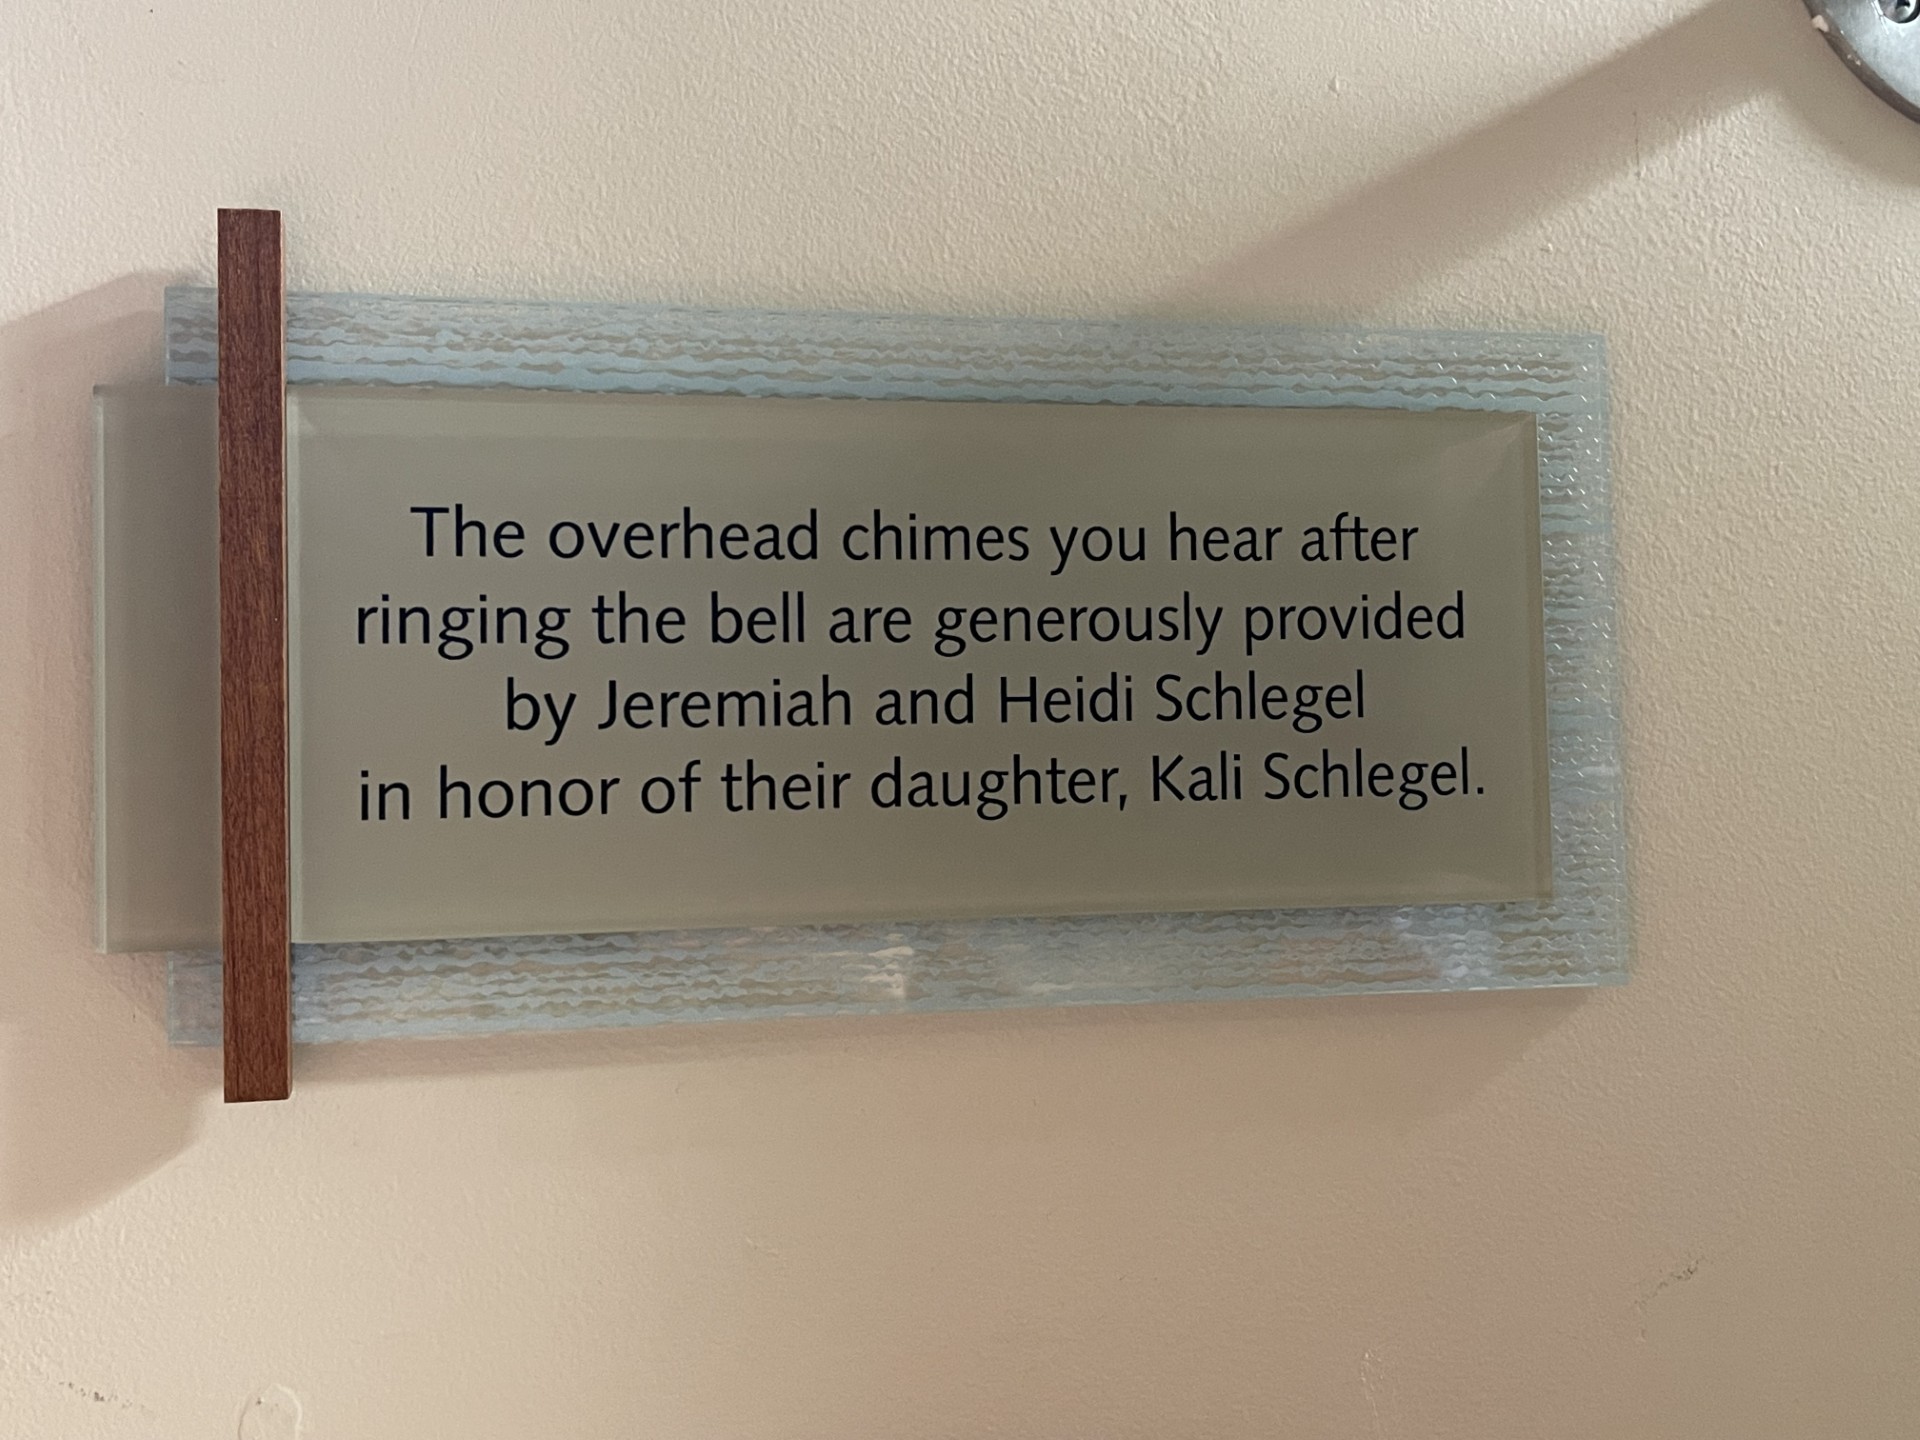 The overhead chimes you hear after
ringing the bell are generously provided
by Jeremiah and Heidi Schlegel
in honor of their daughter, Kali Schlegel.